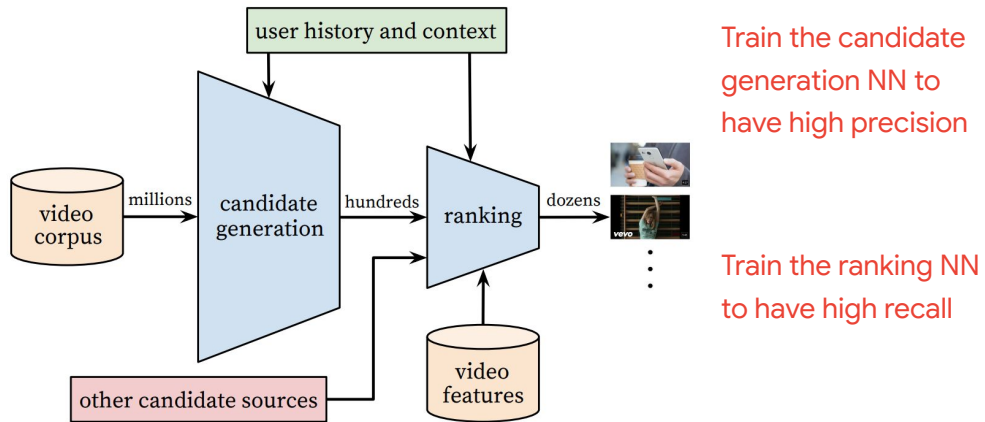 user history and context
Train the candidate
generation NN to
have high precision
video
corpus
millions
candidate
generation
hundreds
ranking
dozens
vevo
Train the ranking NN
to have high recall
other candidate sources
video
features